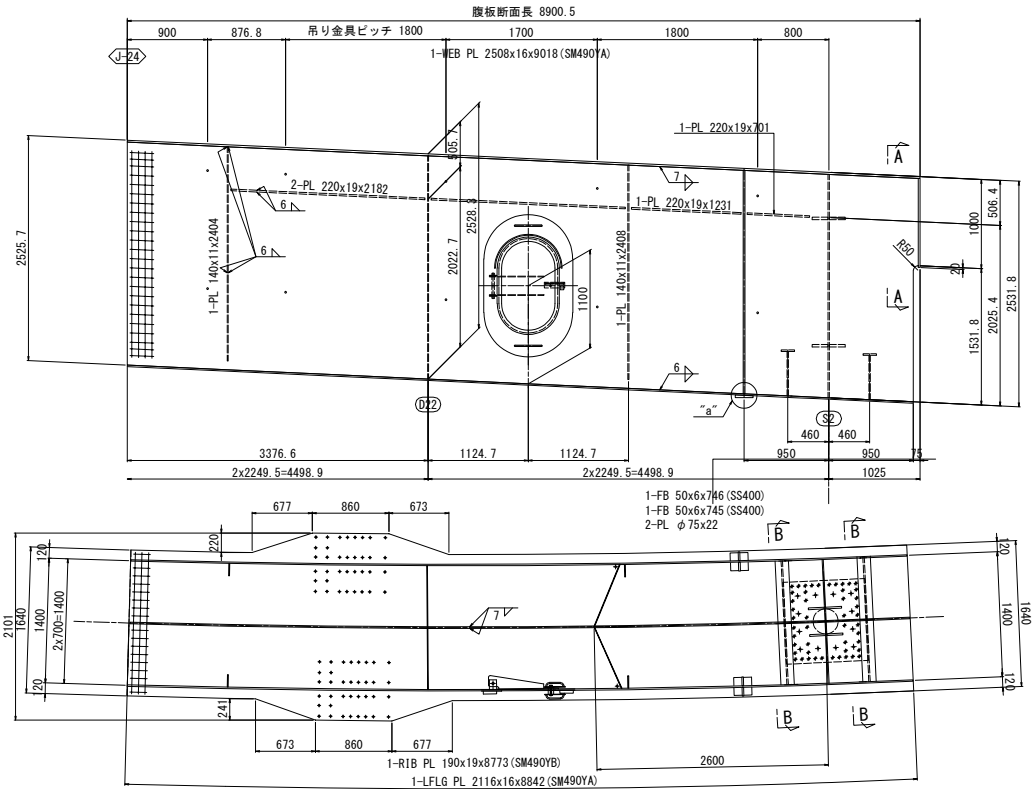 腹板断面長 8900.5
900
876.8
吊り金具ピッチ 1800
1700
1800
800
1-WEB PL 2508x16x9018(SM490YA)
J-24
2525.7
505.7
2528.3
2022.7
1-PL 220x19x701
A
7
2-PL 220x19x2182
6
1-PL 220x19x1231
6
1-PL 140x11x2404
1-PL 140x11x2408
1100
R50
20
A
1000
506.4
1531.8
2025.4
2531.8
6
"a"
D22
S2
460
460
3376.6
1124.7
1124.7
950
950
75
2x2249.5=4498.9
2x2249.5=4498.9
1025
1-FB 50x6x746(SS400)
1-FB 50x6x745(SS400)
2-PL φ75x22
677
860
673
B
B
220
120
120
2101
1640
1400
2x700=1400
7
1400
1640
20
120
241
B
B
673
860
677
2600
1-RIB PL 190x19x8773(SM490YB)
1-LFLG PL 2116x16x8842(SM490YA)